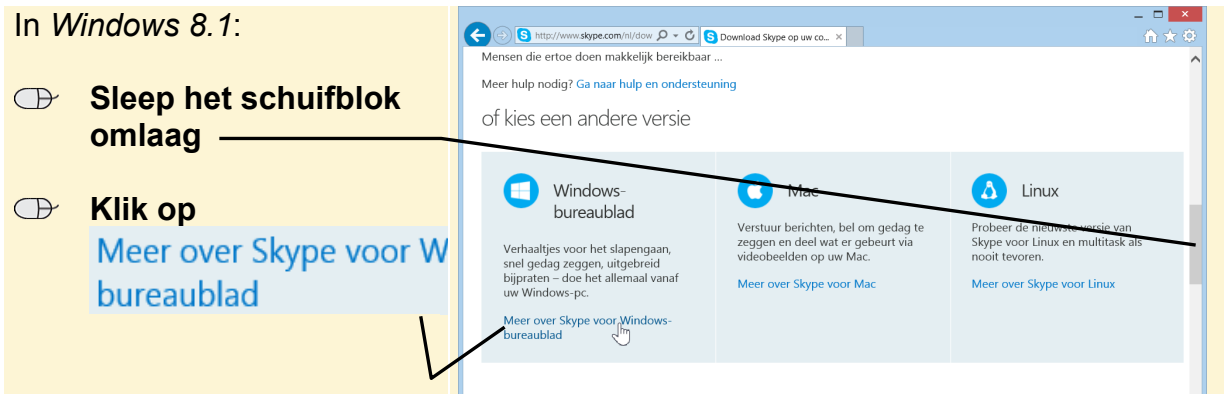 In Windows 8.1:
Sleep het schuifblok
omlaag
Klik op
Meer over Skype voor W
bureaublad
http://www.skype.com/nl/dow
Download Skype op uw co...
Mensen die ertoe doen makkelijk bereikbaar ...
Meer hulp nodig? Ga naar hulp en ondersteuning
of kies een andere versie
Windows-
bureaublad
Verhaaltjes voor het slapengaan,
snel gedag zeggen, uitgebreid
bijpraten – doe het allemaal vanaf
uw Windows-pc.
Meer over Skype voor Windows-
bureaublad
Mac
Verstuur berichten, bel om gedag te
zeggen en deel wat er gebeurt via
videobeelden op uw Mac.
Meer over Skype voor Mac
Linux
Probeer de nieuwste versie van
Skype voor Linux en multitask als
nooit tevoren.
Meer over Skype voor Linux